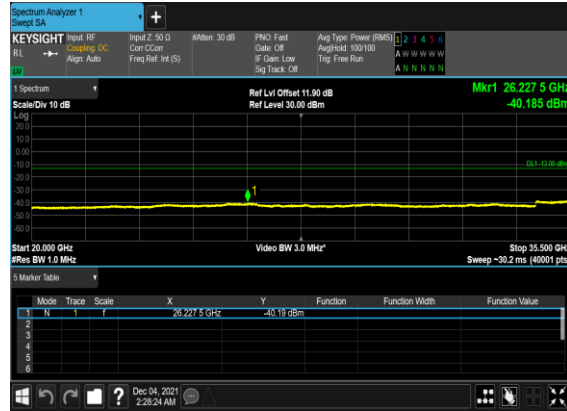 Spectrum Analyzer 1
Swept SA
+
KEYSIGHT Input: RF Input Z: 50 Ω #Atten: 30 dB PNO: Fast Avg Type: Power (RMS) 1 2 3 4 5 6
RL Coupling: DC Corr CCorr Gate: Off Avg|Hold: 100/100 A W W W W W
Align: Auto Freq Ref: Int (S) IF Gain: Low Trig: Free Run
Sig Track: Off A N N N N N
1 Spectrum Ref Lvl Offset 11.90 dB Mkr1 26.227 5 GHz
Scale/Div 10 dB Ref Level 30.00 dBm -40.185 dBm
Log
20.0
10.0
0.00
-10.0
DL1 -13.00 dBm
-20.0
-30.0
1
-40.0
-50.0
-60.0
Start 20.000 GHz Video BW 3.0 MHz* Stop 35.500 GHz
#Res BW 1.0 MHz Sweep ~30.2 ms (40001 pts)
5 Marker Table
Mode Trace Scale X Y Function Function Width Function Value
1 N 1 f 26.227 5 GHz -40.19 dBm
2
3
4
5
6
? Dec 04, 2021
2:28:24 AM